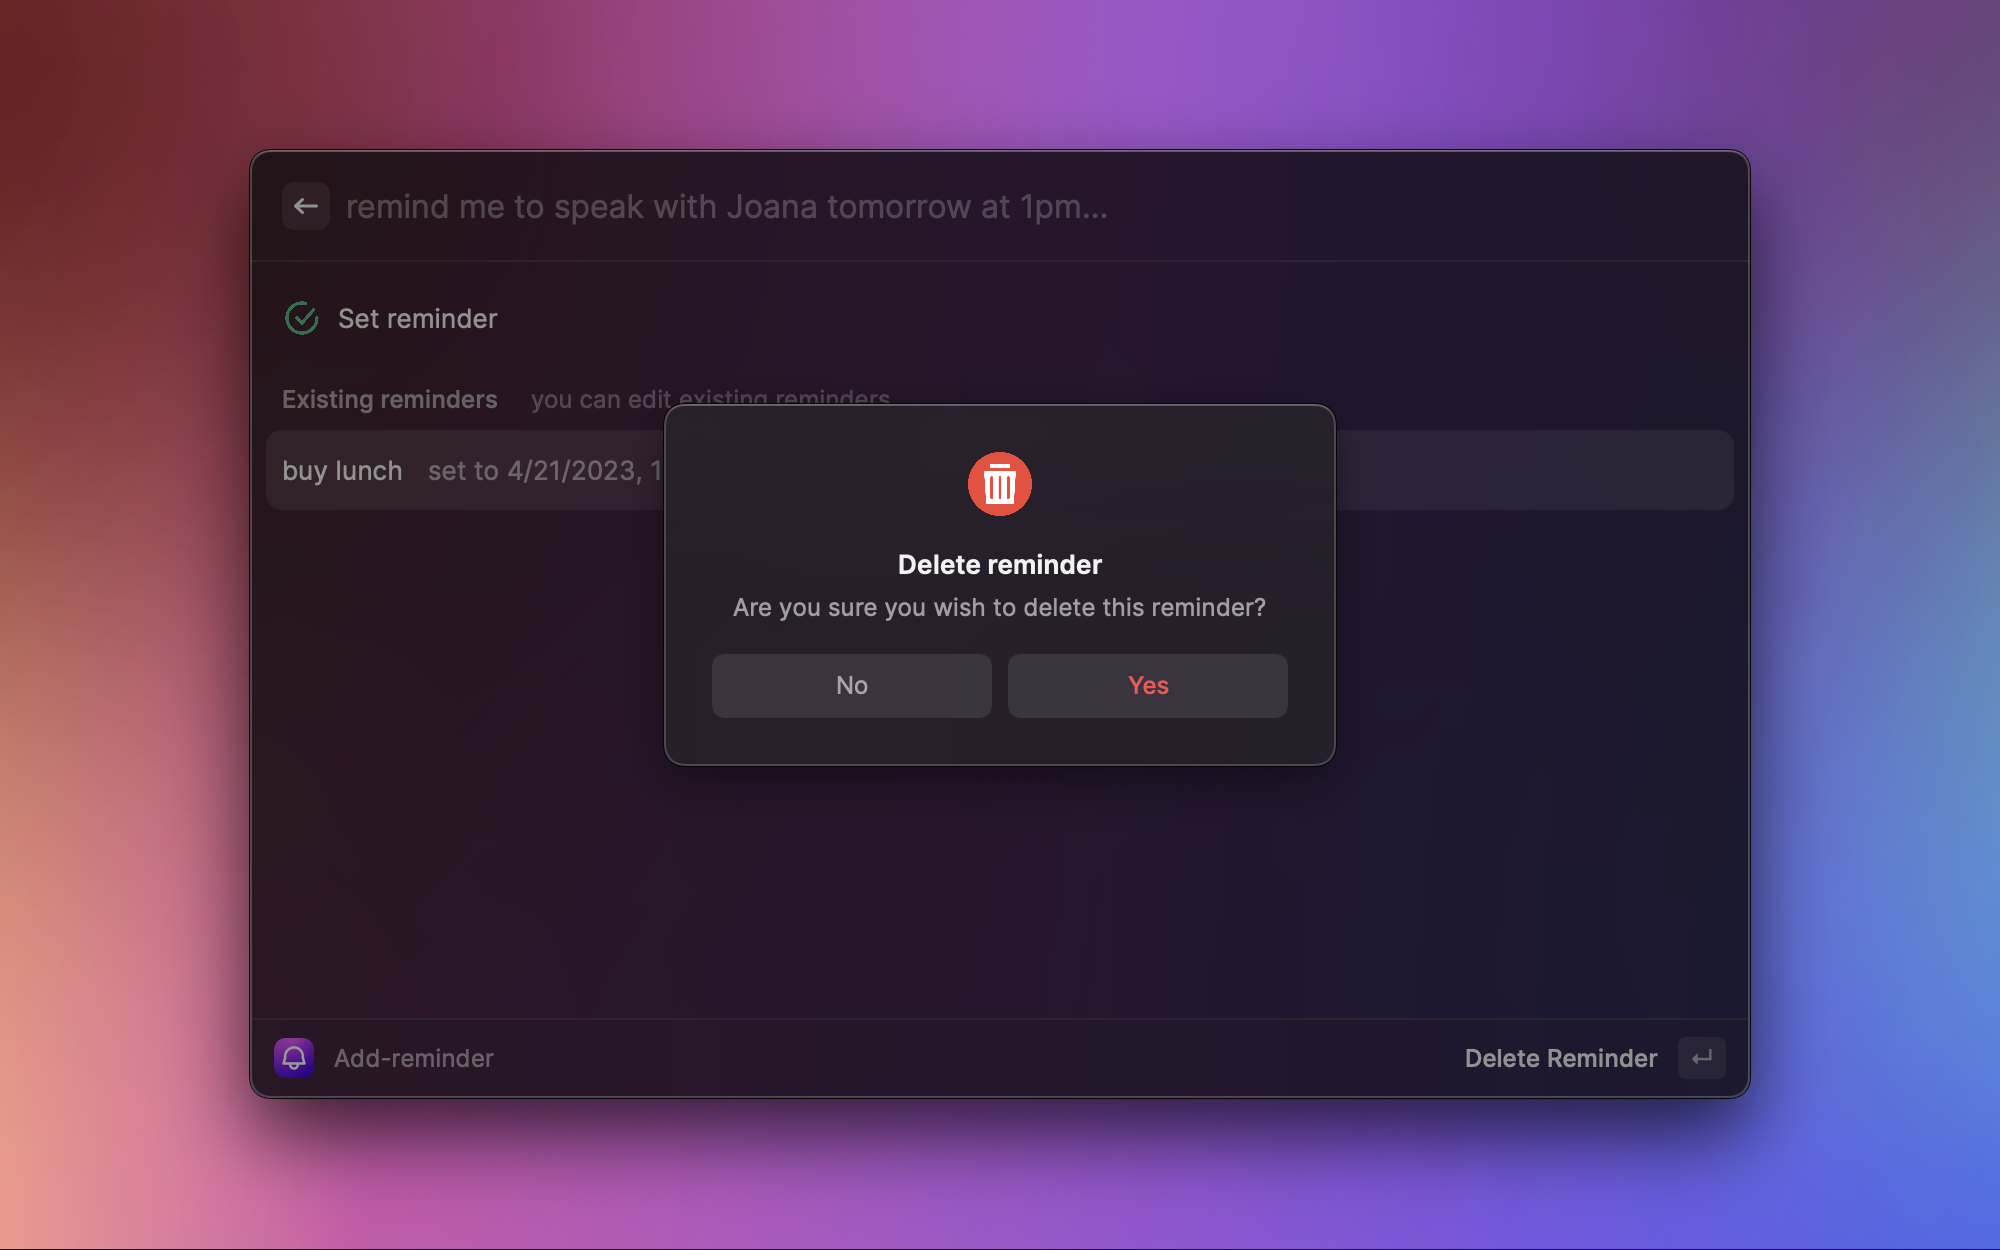 remind me to speak with Joana tomorrow at 1pm...
Set reminder
Existing reminders you can edit existing reminders
buy lunch set to 4/21/2023, 1
Delete reminder
Are you sure you wish to delete this reminder?
No Yes
Add-reminder Delete Reminder